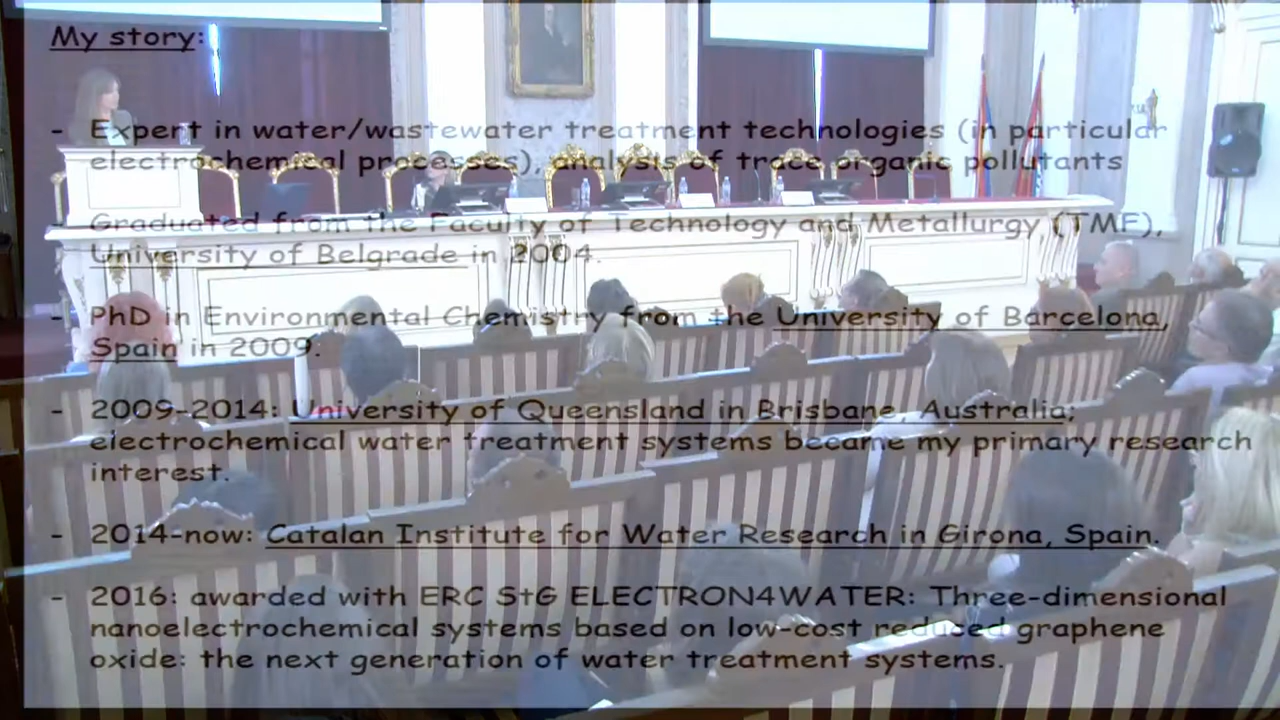 My story:
- Expert in water/wastewater treatment technologies (in particular
electrochemical processes), analysis of trace organic pollutants
Graduated from the Faculty of Technology and Metallurgy (TMF),
University of Belgrade in 2004.
- PhD in Environmental Chemistry from the University of Barcelona,
Spain in 2009.
- 2009-2014: University of Queensland in Brisbane, Australia;
electrochemical water treatment systems became my primary research
interest.
- 2014-now: Catalan Institute for Water Research in Girona, Spain.
- 2016: awarded with ERC StG ELECTRON4WATER: Three-dimensional
nanoelectrochemical systems based on low-cost reduced graphene
oxide: the next generation of water treatment systems.